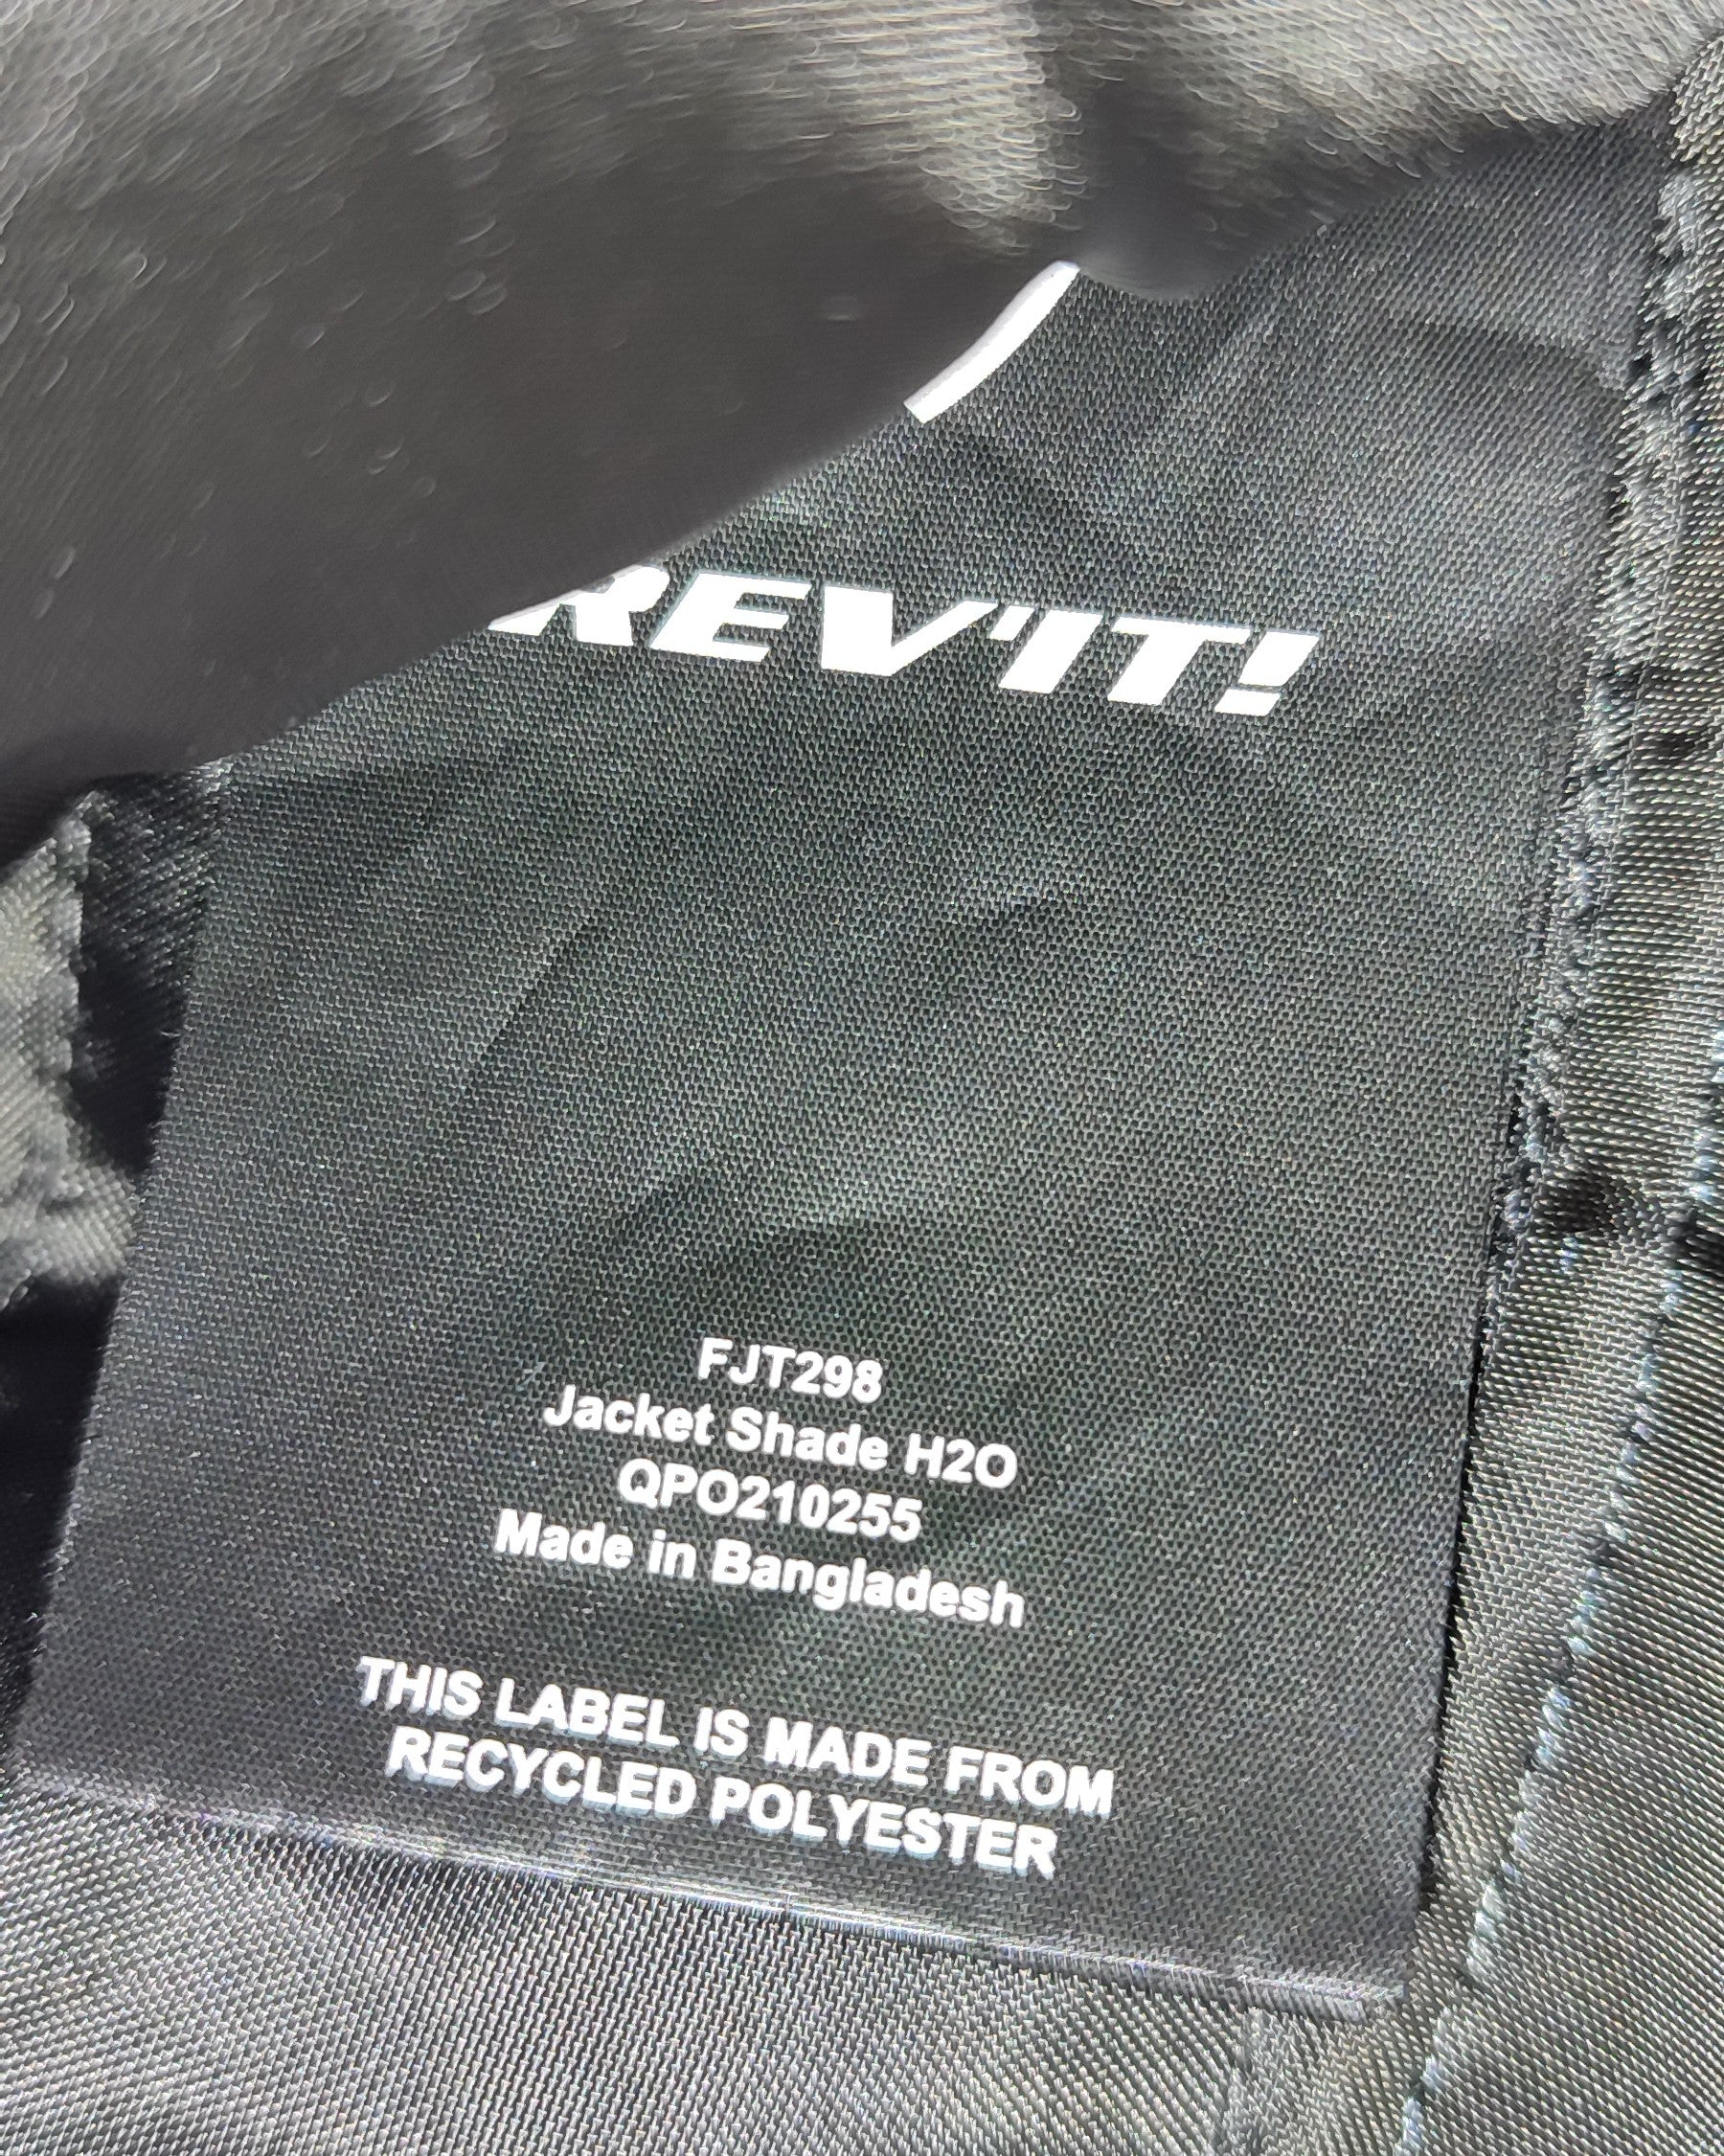 REV'IT!
FJT298
Jacket Shade H2O
QPO210255
Made in Bangladesh
THIS LABEL IS MADE FROM
RECYCLED POLYESTER